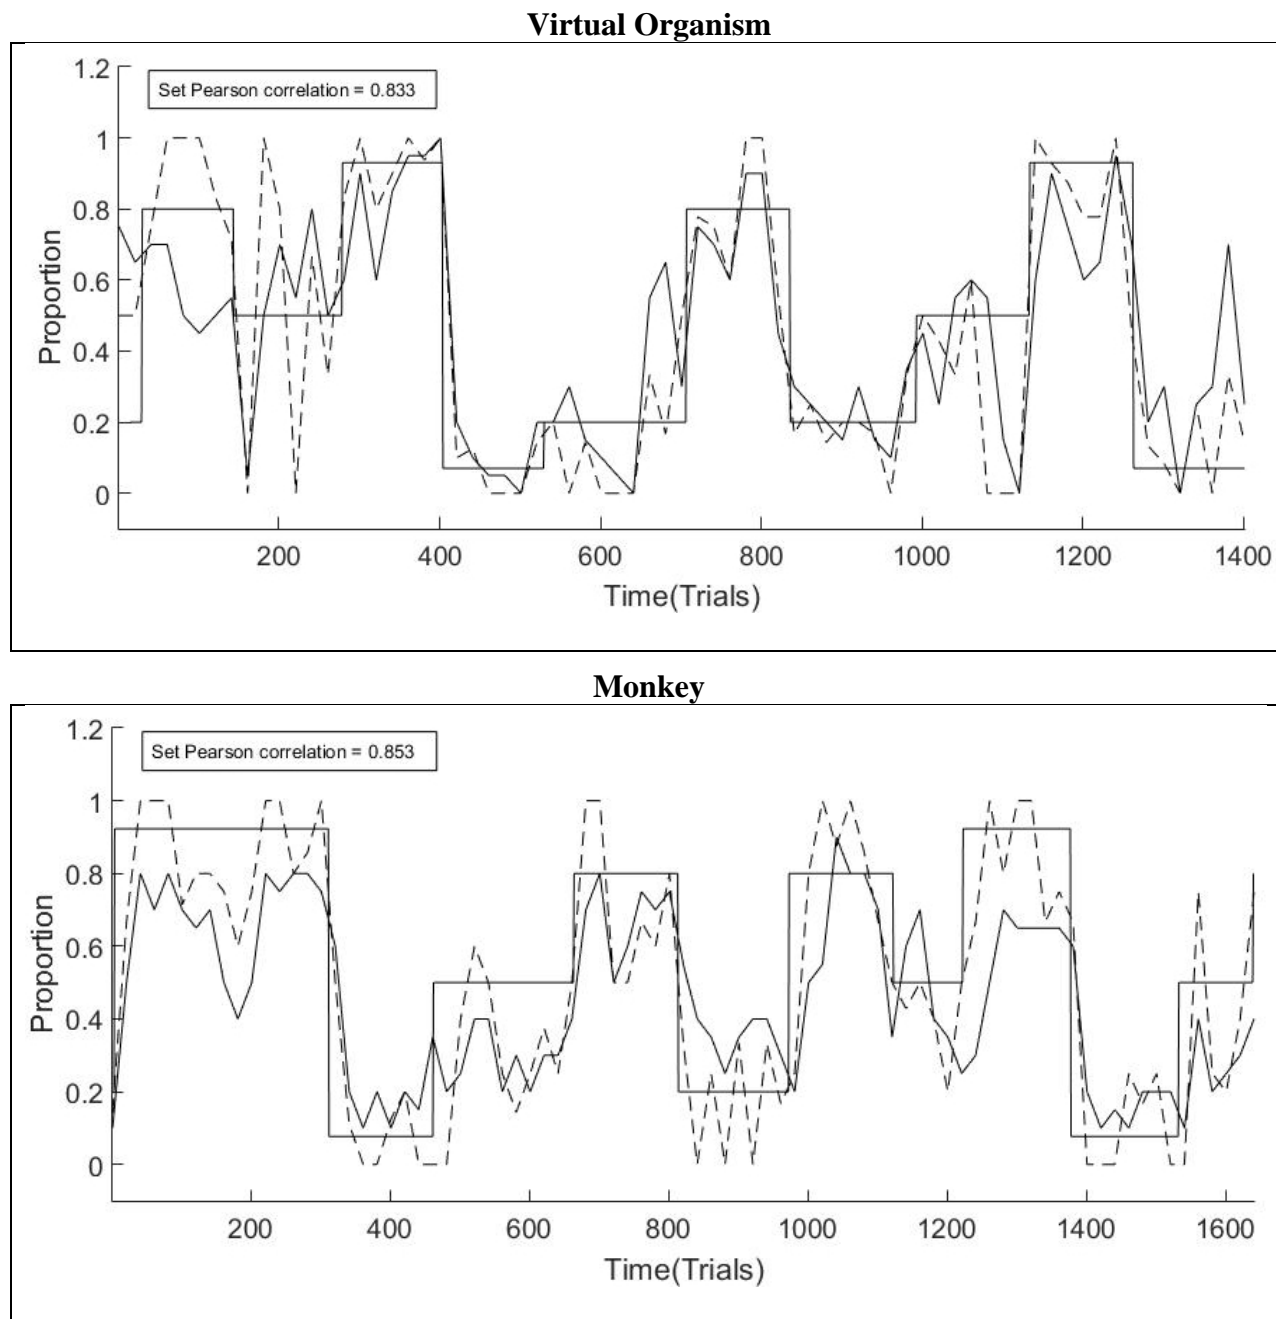 Virtual Organism
Set Pearson correlation = 0.833
1.2
1
0.8
0.6
0.4
0.2
0
Proportion
200 400 600 800 1000 1200 1400
Time(Trials)
Monkey
Set Pearson correlation = 0.853
1.2
1
0.8
0.6
0.4
0.2
0
Proportion
200 400 600 800 1000 1200 1400 1600
Time(Trials)